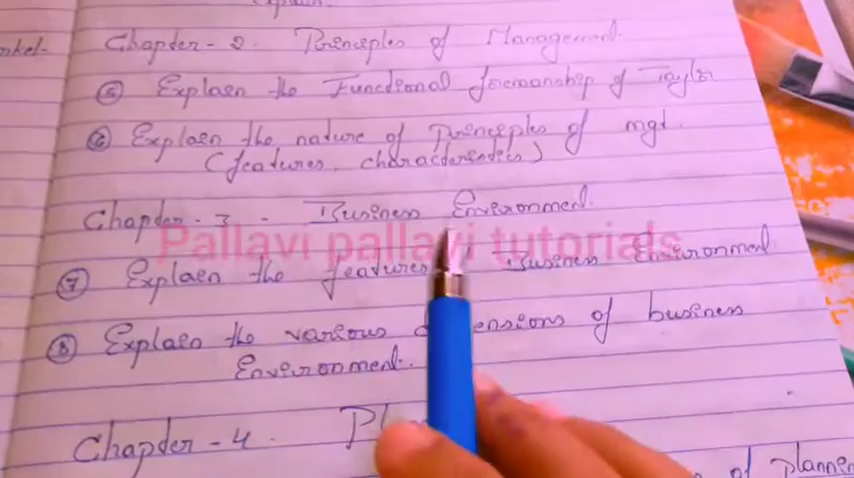 Chapter - 2. Principles of Management.
⑤ Explain the Functional foremanship of Taylor
⑥ Explain the nature of Principles of mgt.
(features, characteristics)
Chapter - 3 - Business Environment.
Pallavi pallavi tutorials
⑦ Explain the features Business Environment
⑧ Explain the various ensions of business
Environment.
Chapter - 4. Pl
of planne